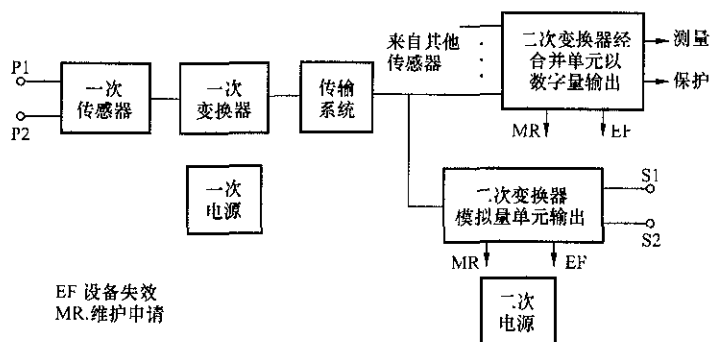 P1
P2
一次
传感器
一次
变换器
传输
系统
一次
电源
来自其他
传感器
二次变换器经
合并单元以
数字量输出
测量
保护
MR
EF
二次变换器
模拟量单元输出
S1
S2
MR
EF
二次
电源
EF 设备失效
MR.维护申请